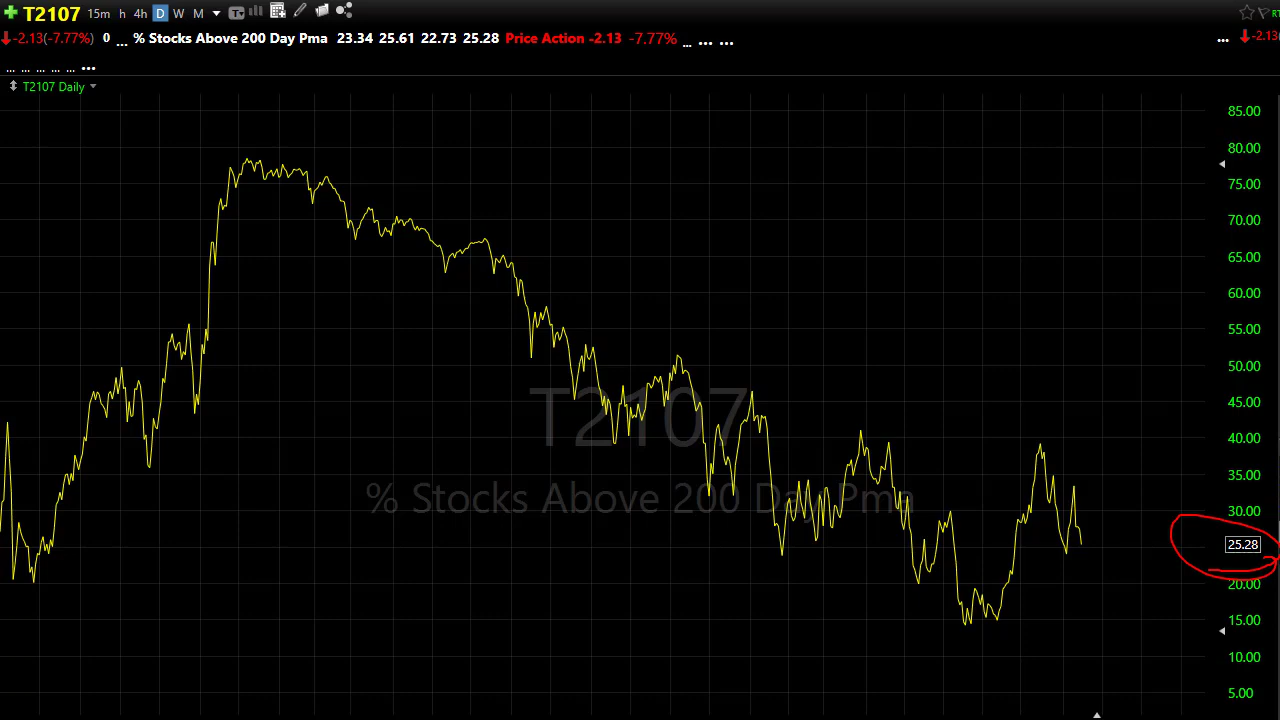 T2107 15m h 4h D W M
-2.13(-7.77%) 0 ... % Stocks Above 200 Day Pma 23.34 25.61 22.73 25.28 Price Action -2.13 -7.77% ... ... ... ... -2.13
... ... ... ... ... ...
T2107 Daily
85.00
80.00
75.00
70.00
65.00
60.00
55.00
50.00
45.00
T2107
40.00
35.00
% Stocks Above 200 Day Pma
30.00
25.28
20.00
15.00
10.00
5.00